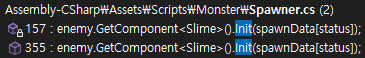 Assembly-CSharp₩Assets₩Scripts₩Monster₩Spawner.cs (2)
157 : enemy.GetComponent<Slime>().Init(spawnData[status]);
355 : enemy.GetComponent<Slime>().Init(spawnData[status]);